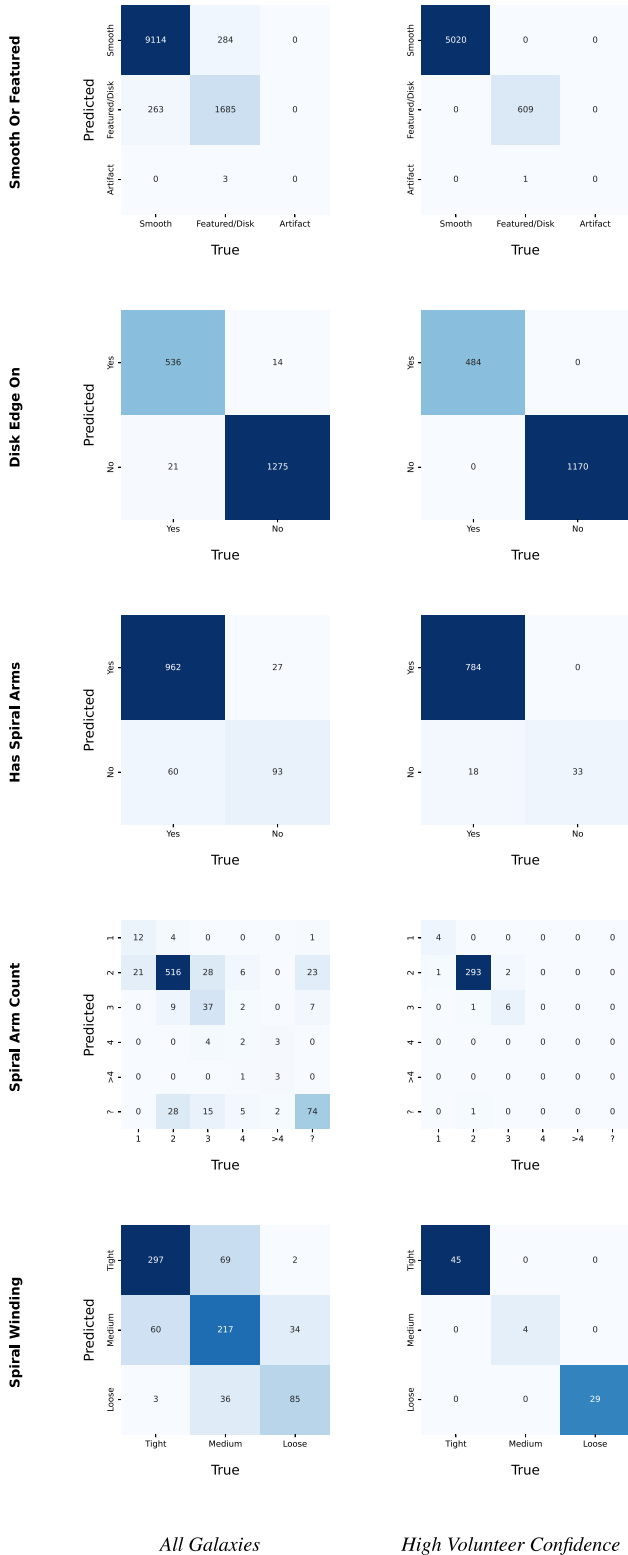 Smooth Or Featured
Predicted
Smooth
9114 284 0
Featured/Disk
263 1685 0
Artifact
0 3 0
Smooth Featured/Disk Artifact
True
Smooth
5020 0 0
Featured/Disk
0 609 0
Artifact
0 1 0
Smooth Featured/Disk Artifact
True
Disk Edge On
Predicted
Yes
536 14
No
21 1275
Yes No
True
Yes
484 0
No
0 1170
Yes No
True
Has Spiral Arms
Predicted
Yes
962 27
No
60 93
Yes No
True
Yes
784 0
No
18 33
Yes No
True
Spiral Arm Count
Predicted
1 12 4 0 0 0 1
2 21 516 28 6 0 23
3 0 9 37 2 0 7
4 0 0 4 2 3 0
>4 0 0 0 1 3 0
? 0 28 15 5 2 74
1 2 3 4 >4 ?
True
1 4 0 0 0 0 0
2 1 293 2 0 0 0
3 0 1 6 0 0 0
4 0 0 0 0 0 0
>4 0 0 0 0 0 0
? 0 1 0 0 0 0
1 2 3 4 >4 ?
True
Spiral Winding
Predicted
Tight
297 69 2
Medium
60 217 34
Loose
3 36 85
Tight Medium Loose
True
Tight
45 0 0
Medium
0 4 0
Loose
0 0 29
Tight Medium Loose
True
All Galaxies
High Volunteer Confidence